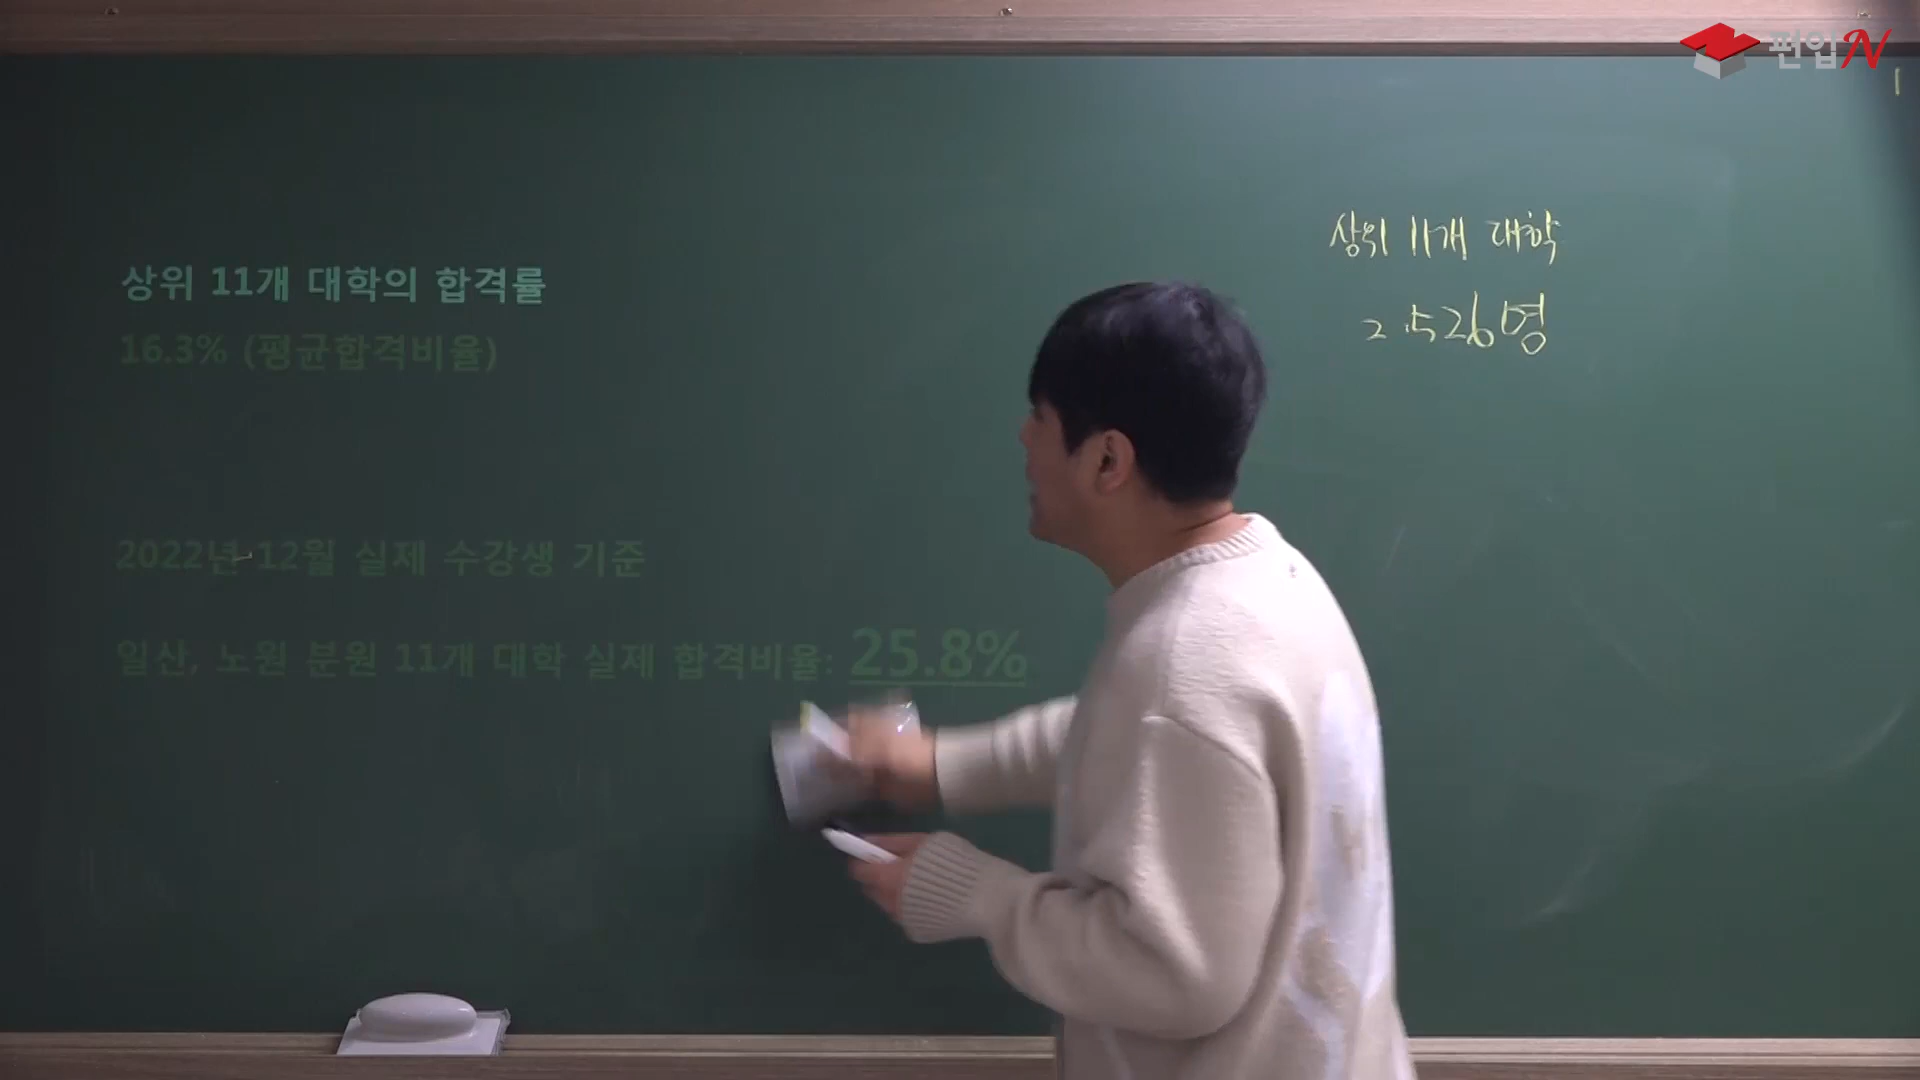 편입N
상위 11개 대학의 합격률
16.3% (평균합격비율)
2022년 12월 실제 수강생 기준
일산, 노원 분원 11개 대학 실제 합격비율: 25.8%
상위 11개 대학
2.526명